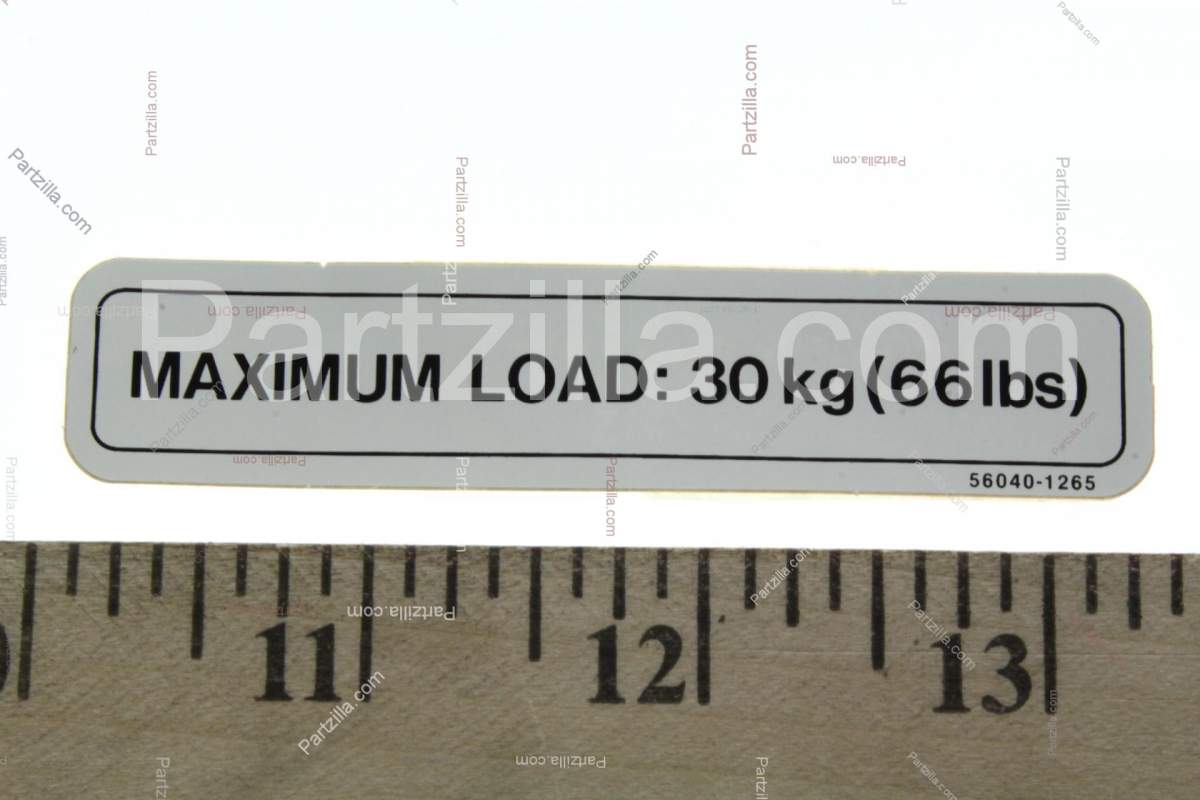 Partzilla.com
MAXIMUM LOAD: 30 kg (66 lbs)
56040-1265
11 12 13